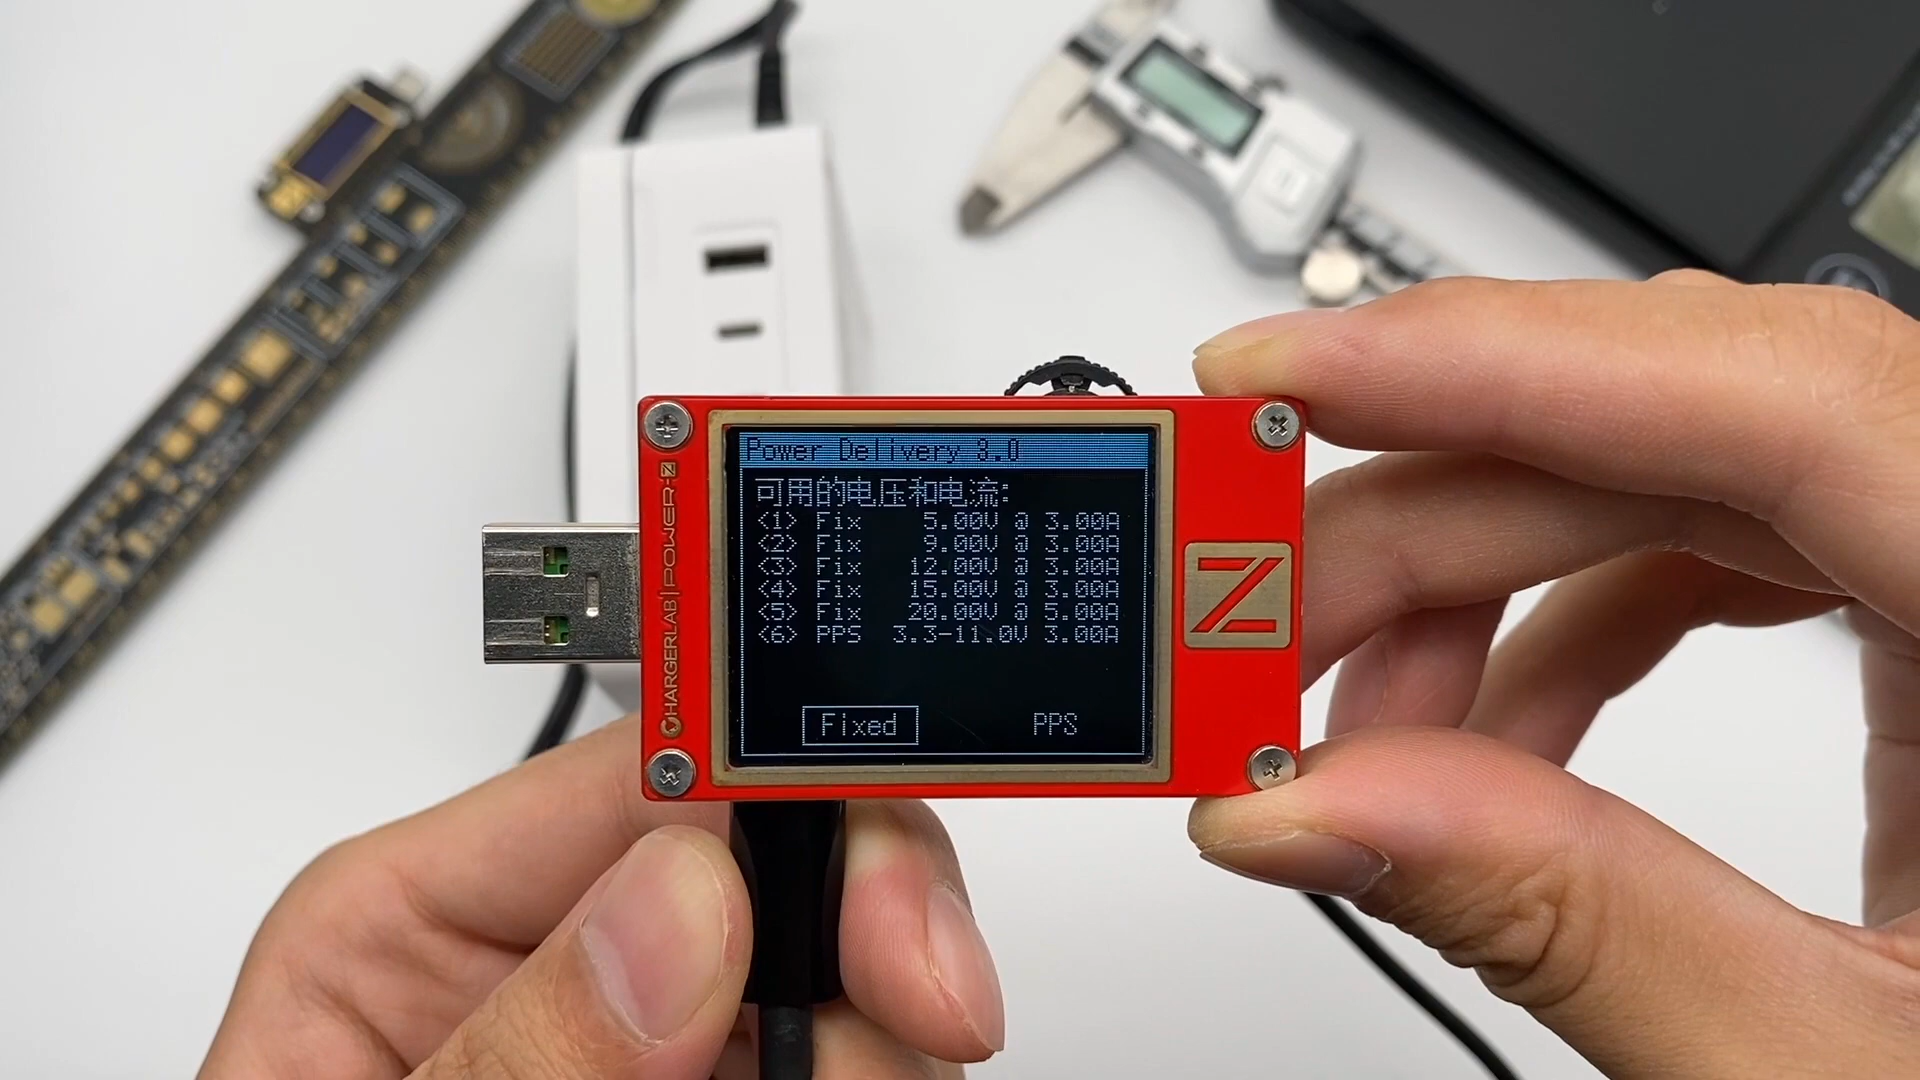 Power Delivery 3.0
可用的电压和电流:
<1> Fix 5.00V @ 3.00A
<2> Fix 9.00V @ 3.00A
<3> Fix 12.00V @ 3.00A
<4> Fix 15.00V @ 3.00A
<5> Fix 20.00V @ 5.00A
<6> PPS 3.3-11.0V 3.00A
Fixed PPS
CHARGERLAB | POWER-Z
Z